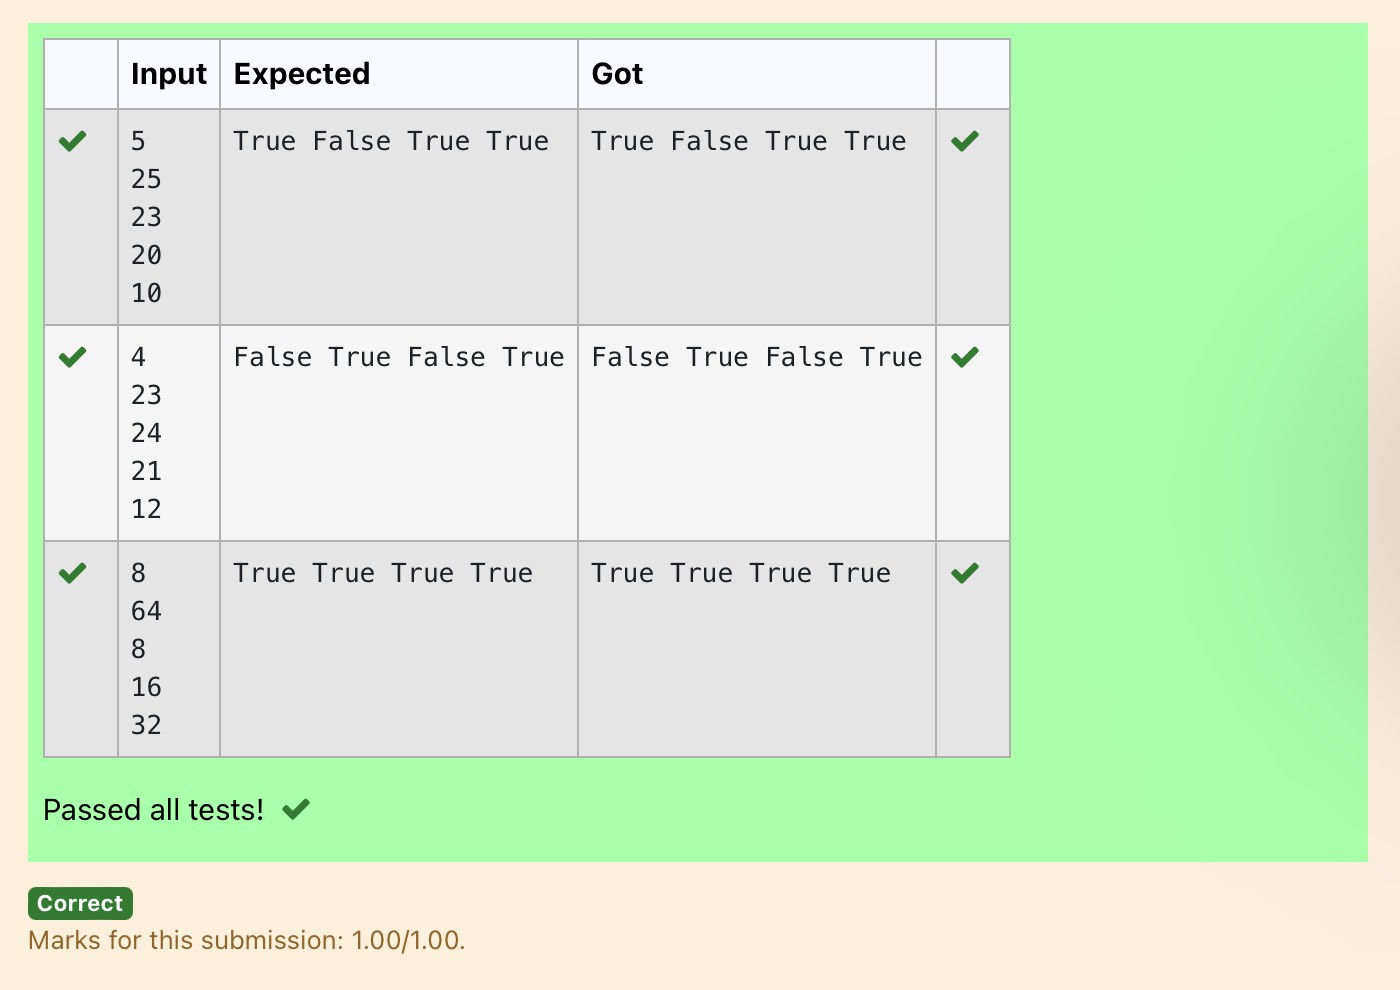 Input Expected Got
5 True False True True True False True True
25
23
20
10
4 False True False True False True False True
23
24
21
12
8 True True True True True True True True
64
8
16
32
Passed all tests!
Correct
Marks for this submission: 1.00/1.00.